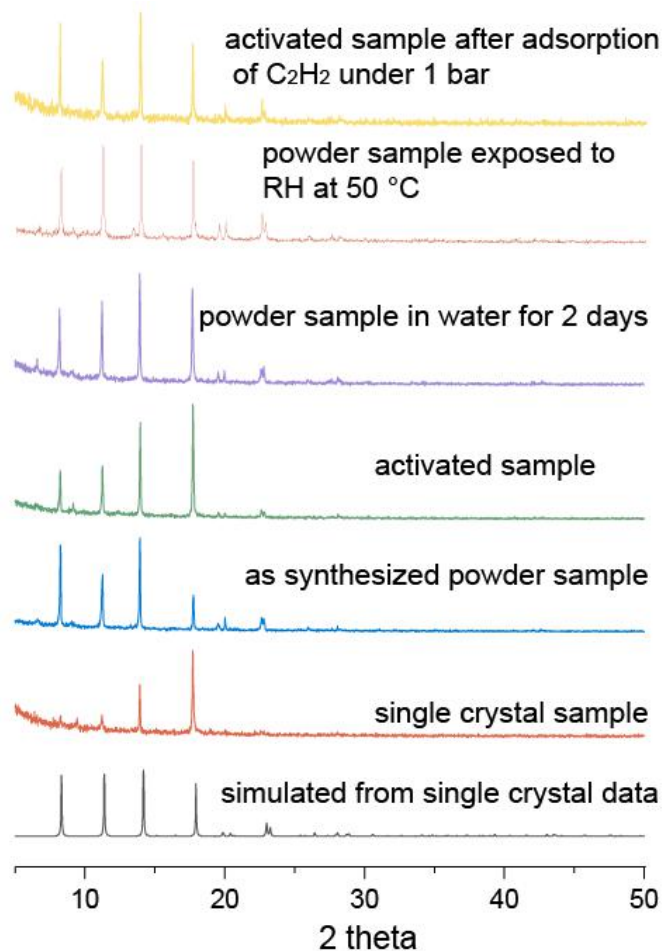 activated sample after adsorption
of C2H2 under 1 bar
powder sample exposed to
RH at 50 °C
powder sample in water for 2 days
activated sample
as synthesized powder sample
single crystal sample
simulated from single crystal data
10 20 30 40 50
2 theta